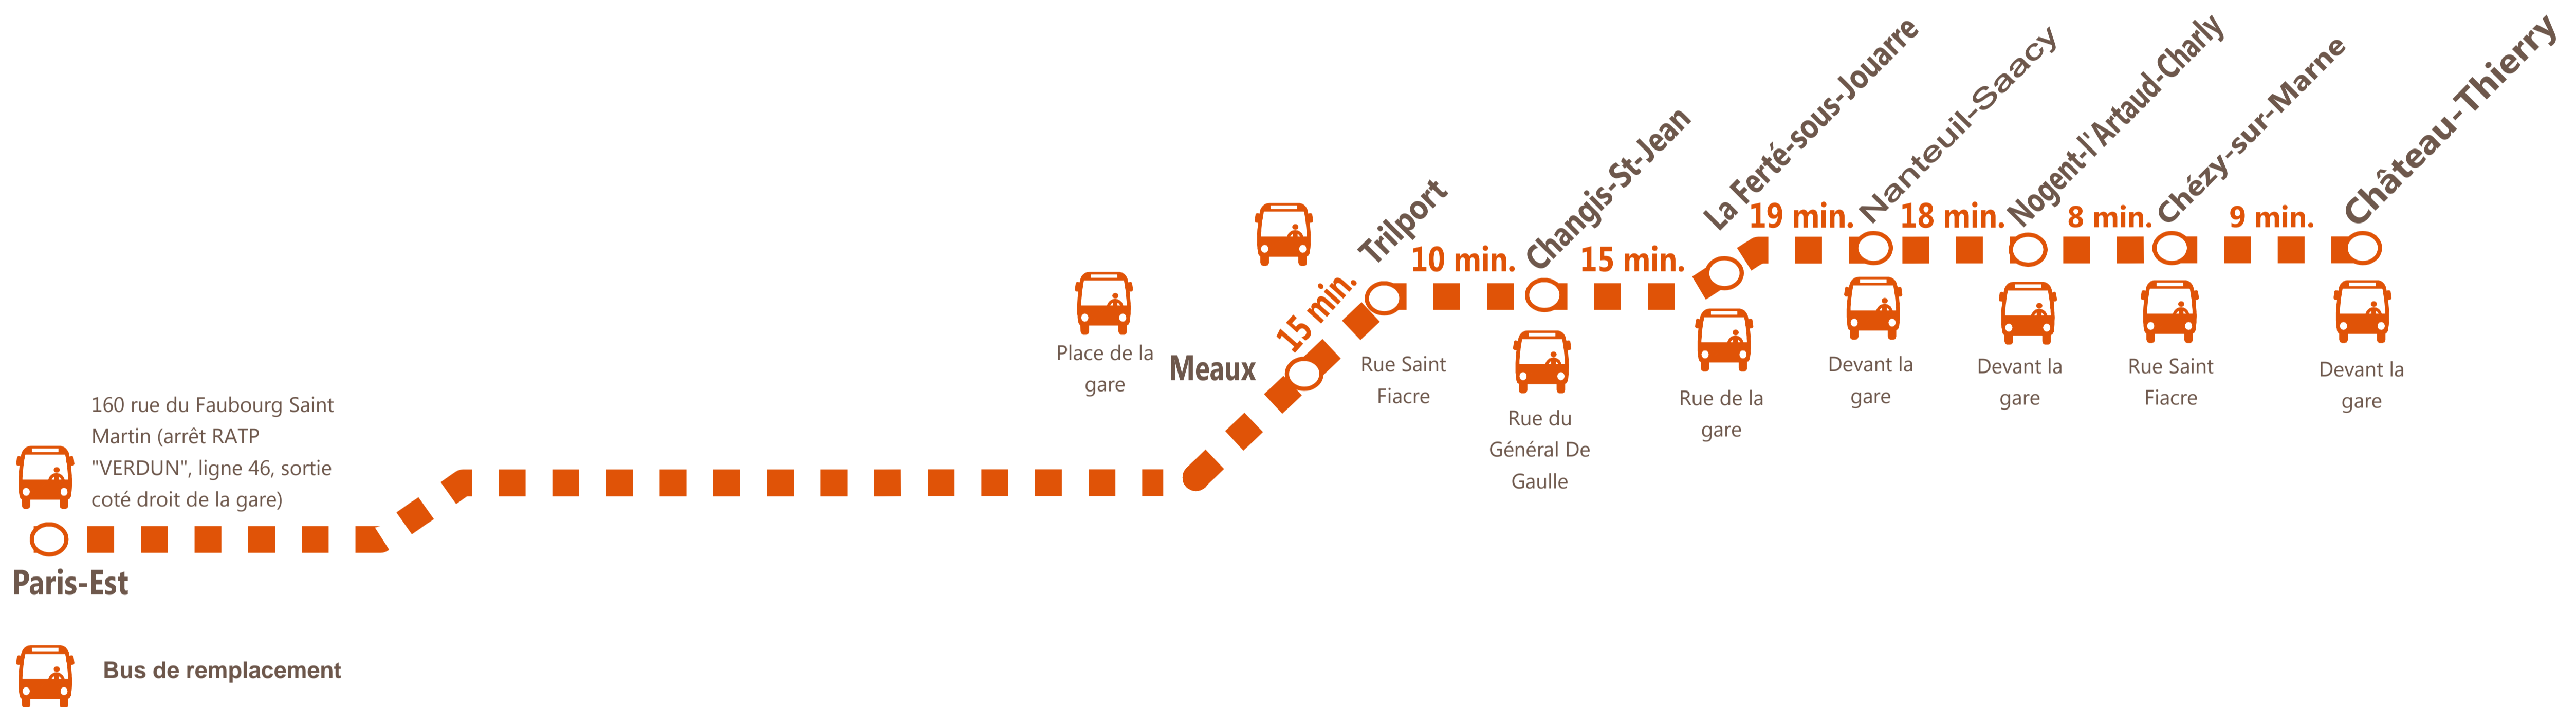 160 rue du Faubourg Saint
Martin (arrêt RATP
"VERDUN", ligne 46, sortie
coté droit de la gare)
Paris-Est
Place de la
gare
Meaux
15 min.
Trilport
Rue Saint
Fiacre
10 min.
Changis-St-Jean
Rue du
Général De
Gaulle
15 min.
La Ferté-sous-Jouarre
Rue de la
gare
19 min.
Nanteuil-Saacy
Devant la
gare
18 min.
Nogent-l'Artaud-Charly
Devant la
gare
8 min.
Chézy-sur-Marne
Rue Saint
Fiacre
9 min.
Château-Thierry
Devant la
gare
Bus de remplacement